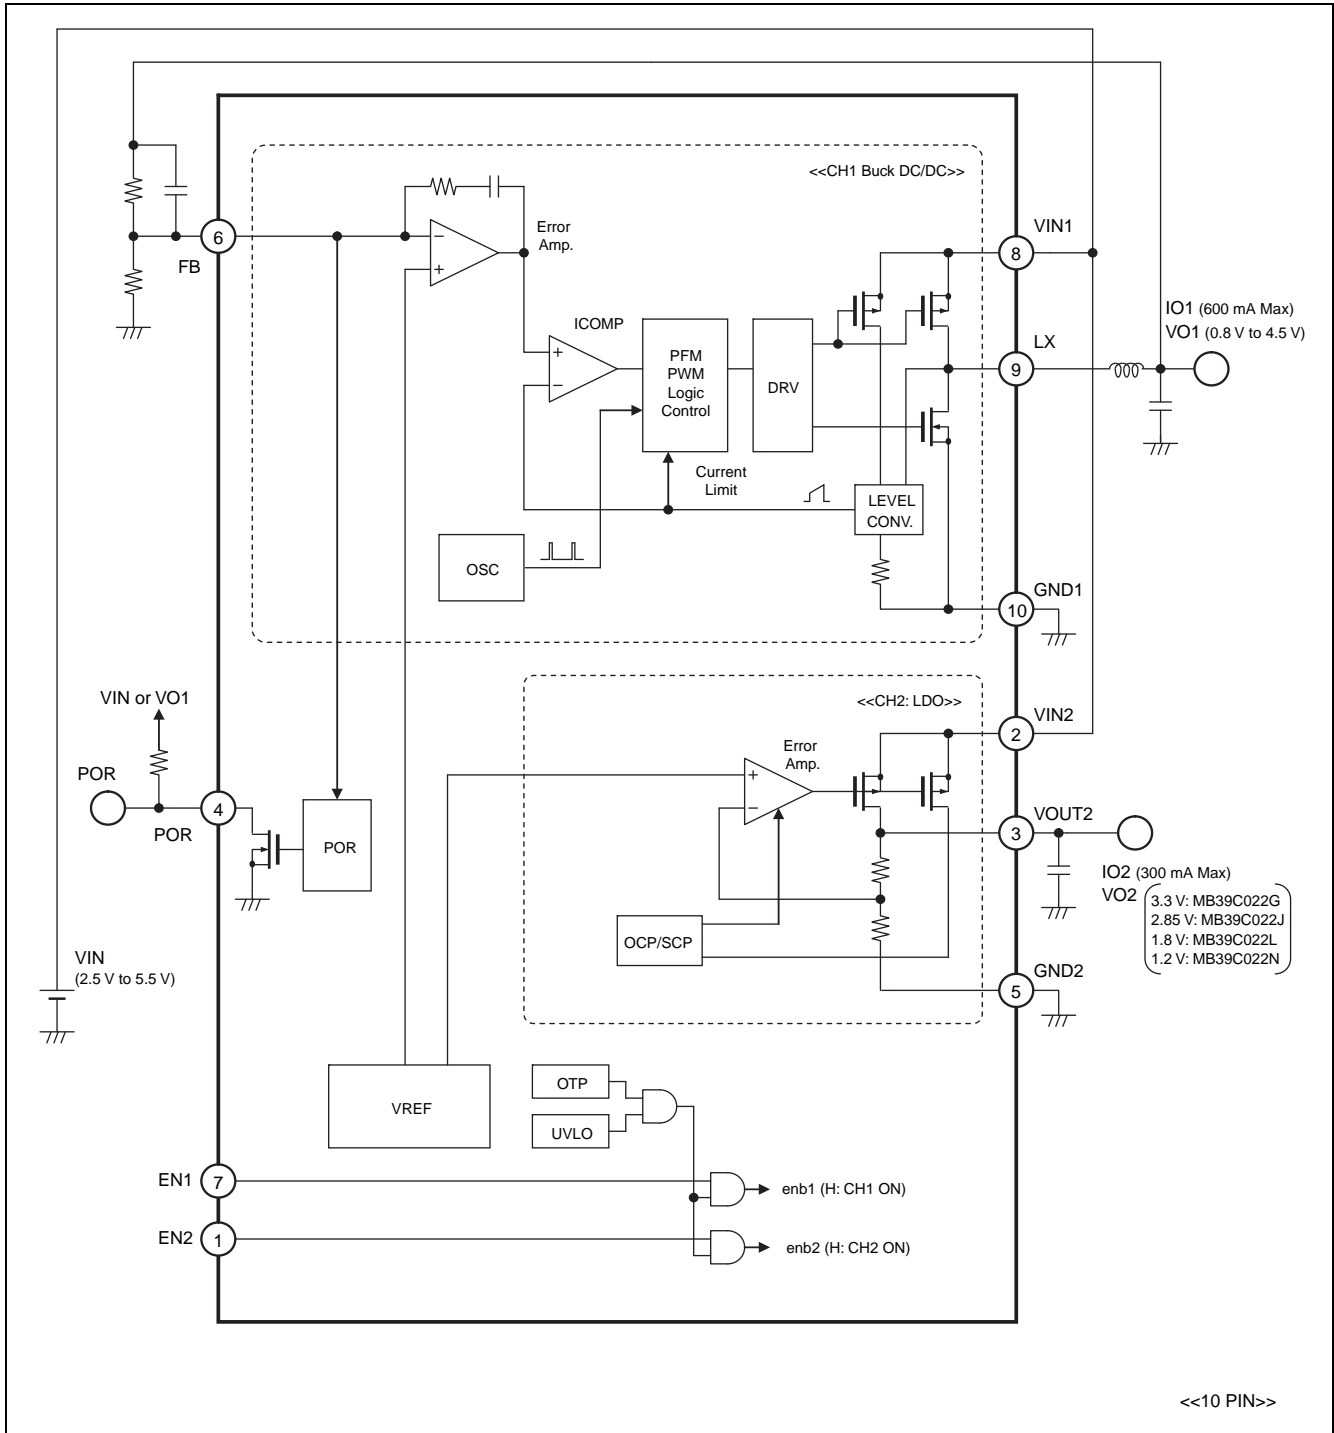 <<CH1 Buck DC/DC>>
Error
Amp.
VIN1
8
6
FB
IO1 (600 mA Max)
VO1 (0.8 V to 4.5 V)
ICOMP
LX
9
PFM
PWM
Logic
Control
DRV
Current
Limit
LEVEL
CONV.
OSC
GND1
10
<<CH2: LDO>>
VIN or VO1
VIN2
2
Error
Amp.
POR
4
POR
POR
VOUT2
3
IO2 (300 mA Max)
VO2
3.3 V: MB39C022G
2.85 V: MB39C022J
1.8 V: MB39C022L
1.2 V: MB39C022N
OCP/SCP
VIN
(2.5 V to 5.5 V)
GND2
5
VREF
OTP
UVLO
EN1
7
enb1 (H: CH1 ON)
EN2
1
enb2 (H: CH2 ON)
<<10 PIN>>